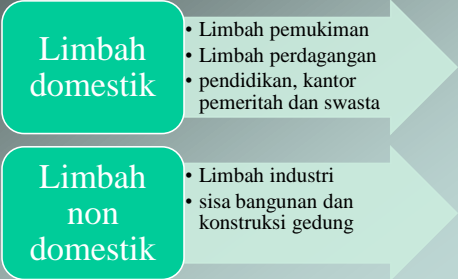 Limbah
domestik
• Limbah pemukiman
• Limbah perdagangan
• pendidikan, kantor
pemeritah dan swasta
Limbah
non
domestik
• Limbah industri
• sisa bangunan dan
konstruksi gedung